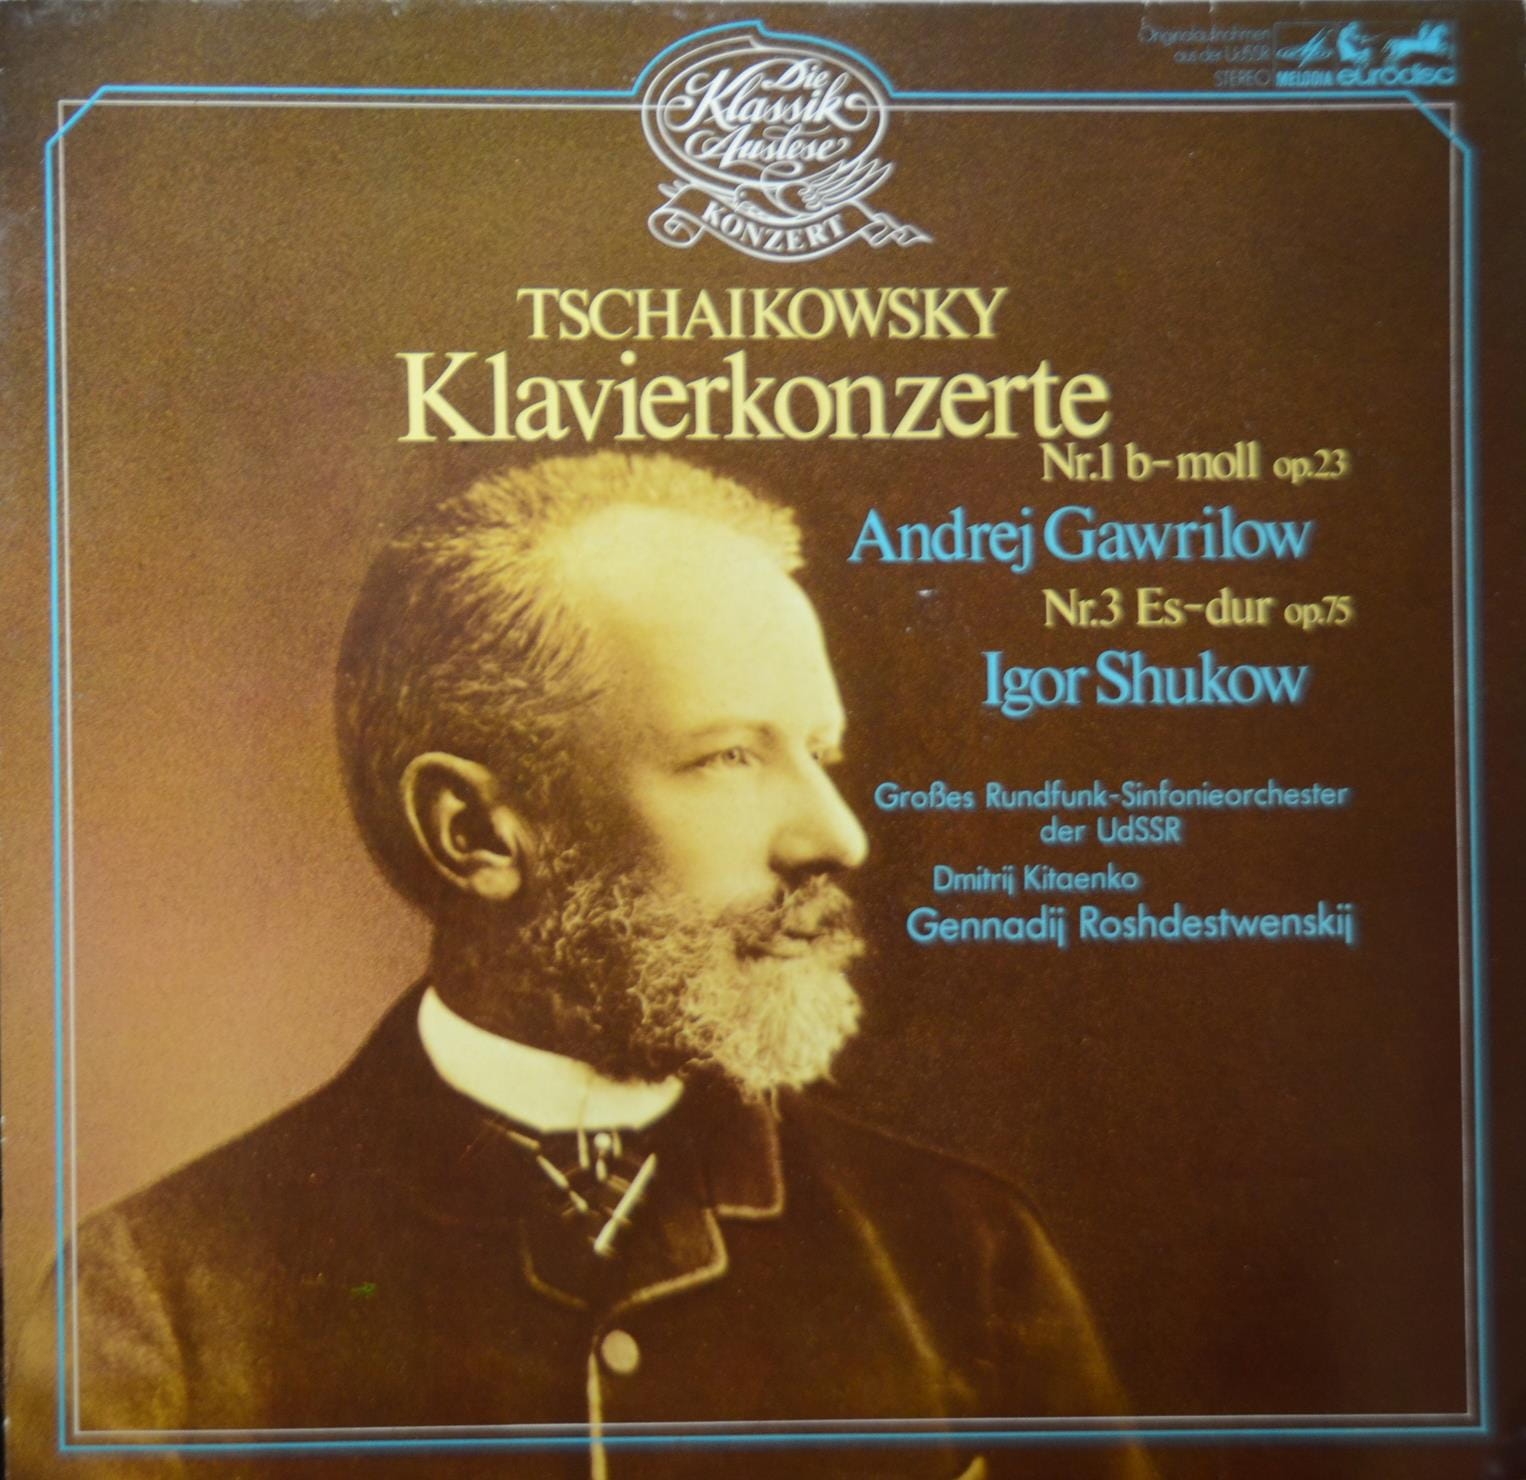 Originalaufnahmen
aus der UdSSR
STEREO MELODIA eurodisc
Die
Klassik
Auslese
KONZERT
TSCHAIKOWSKY
Klavierkonzerte
Nr.1 b-moll op.23
Andrej Gawrilow
Nr.3 Es-dur op.75
Igor Shukow
Großes Rundfunk-Sinfonieorchester
der UdSSR
Dmitrij Kitaenko
Gennadij Roshdestwenskij